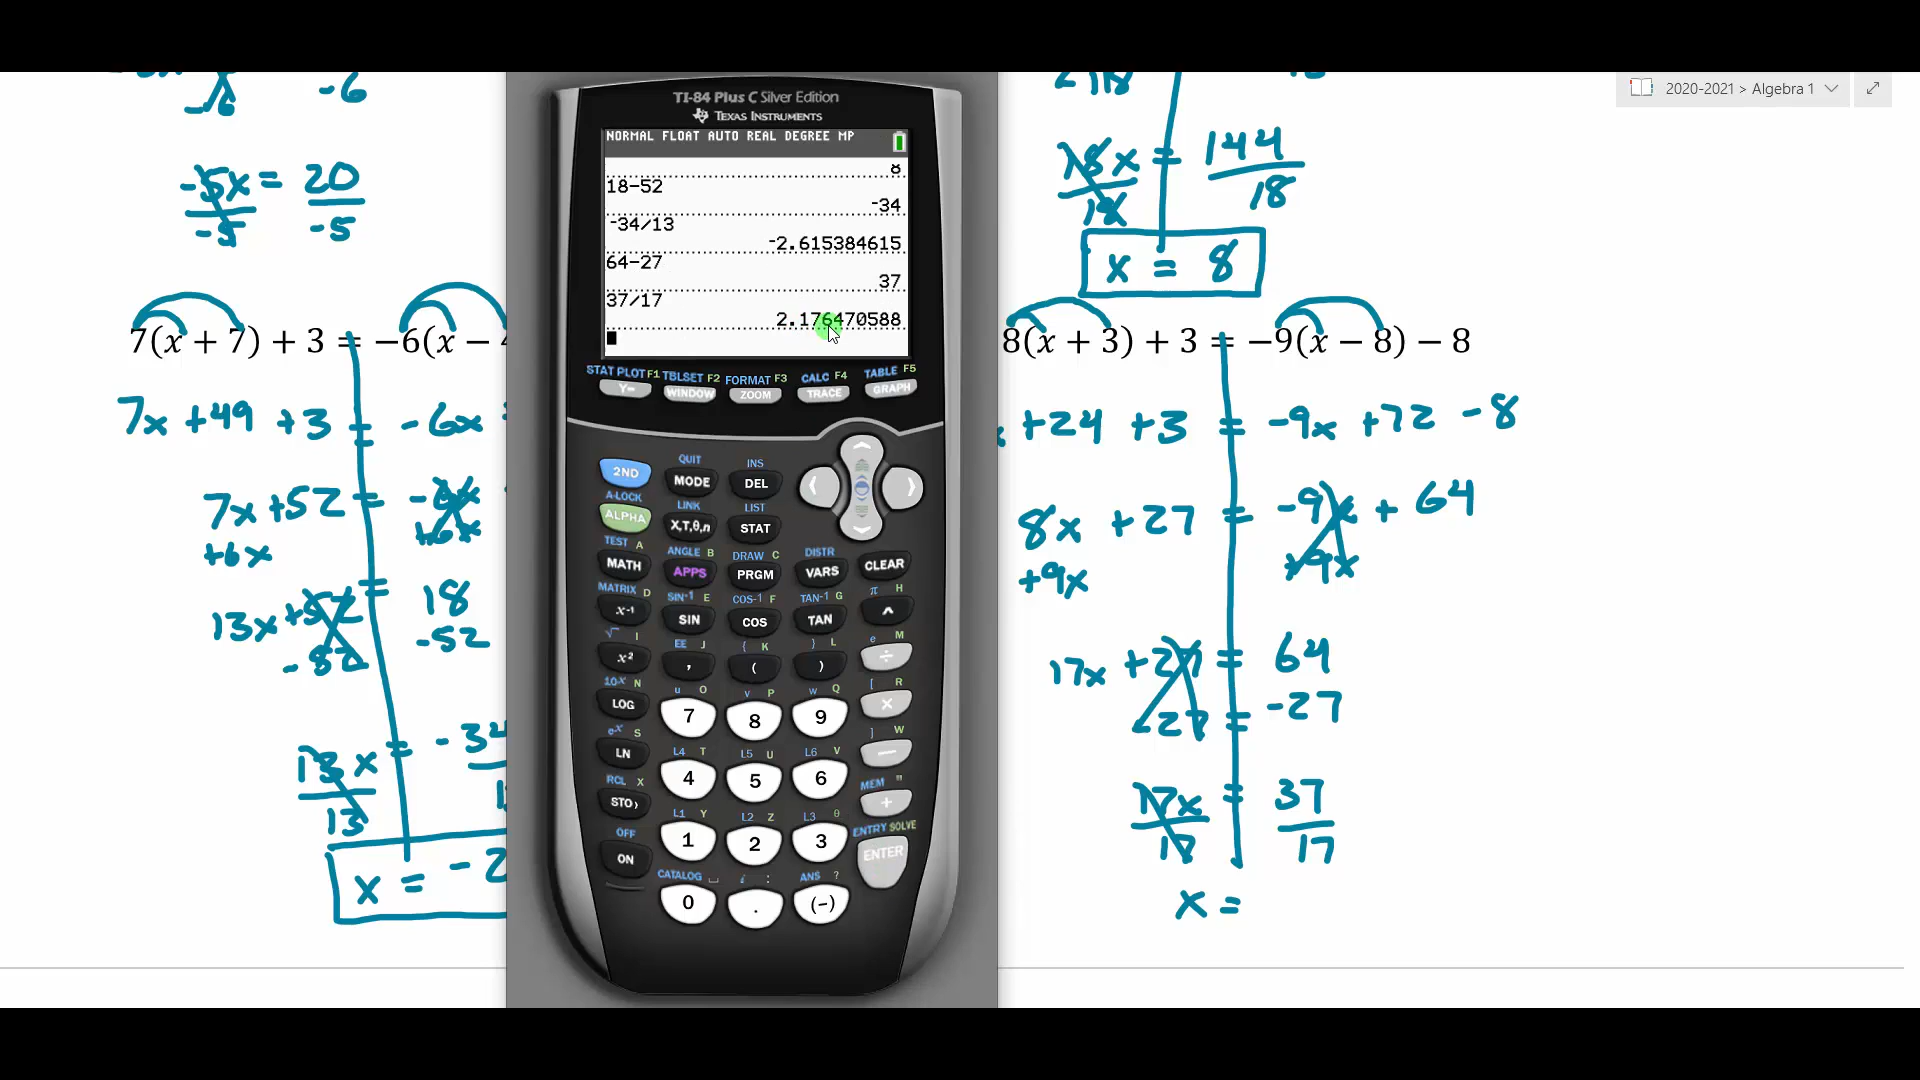 2020-2021 > Algebra 1
-6
-6
-5x = 20
-5 -5
7(x + 7) + 3 = −6(x −
7x +49 +3 = -6x
7x +52 = -6x
+6x +6x
13x +52 = 18
-52 -52
13x = -34
13
x = -2
TI-84 Plus C Silver Edition
TEXAS INSTRUMENTS
NORMAL FLOAT AUTO REAL DEGREE MP
8
18-52
-34
-34/13
-2.615384615
64-27
37
37/17
2.176470588
STAT PLOT F1 TBLSET F2 FORMAT F3 CALC F4 TABLE F5
Y= WINDOW ZOOM TRACE GRAPH
QUIT INS
2ND MODE DEL
A-LOCK LINK LIST
ALPHA X,T,θ,n STAT
TEST A ANGLE B DRAW C DISTR
MATH APPS PRGM VARS CLEAR
MATRIX D SIN-1 E COS-1 F TAN-1 G π H
x-1 SIN COS TAN ^
√ I EE J { K } L e M
x2 , ( ) ÷
10x N u O v P w Q [ R
LOG 7 8 9 ×
ex S L4 T L5 U L6 V ] W
LN 4 5 6 −
RCL X L1 Y L2 Z L3 θ MEM "
STO› 1 2 3 +
OFF CATALOG i : ANS ? ENTRY SOLVE
ON 0 . (-) ENTER
18x = 144
18 18
x = 8
8(x + 3) + 3 = −9(x − 8) − 8
+24 +3 = -9x +72 -8
8x +27 = -9x + 64
+9x +9x
17x +27 = 64
-27 = -27
17x = 37
17 17
x =